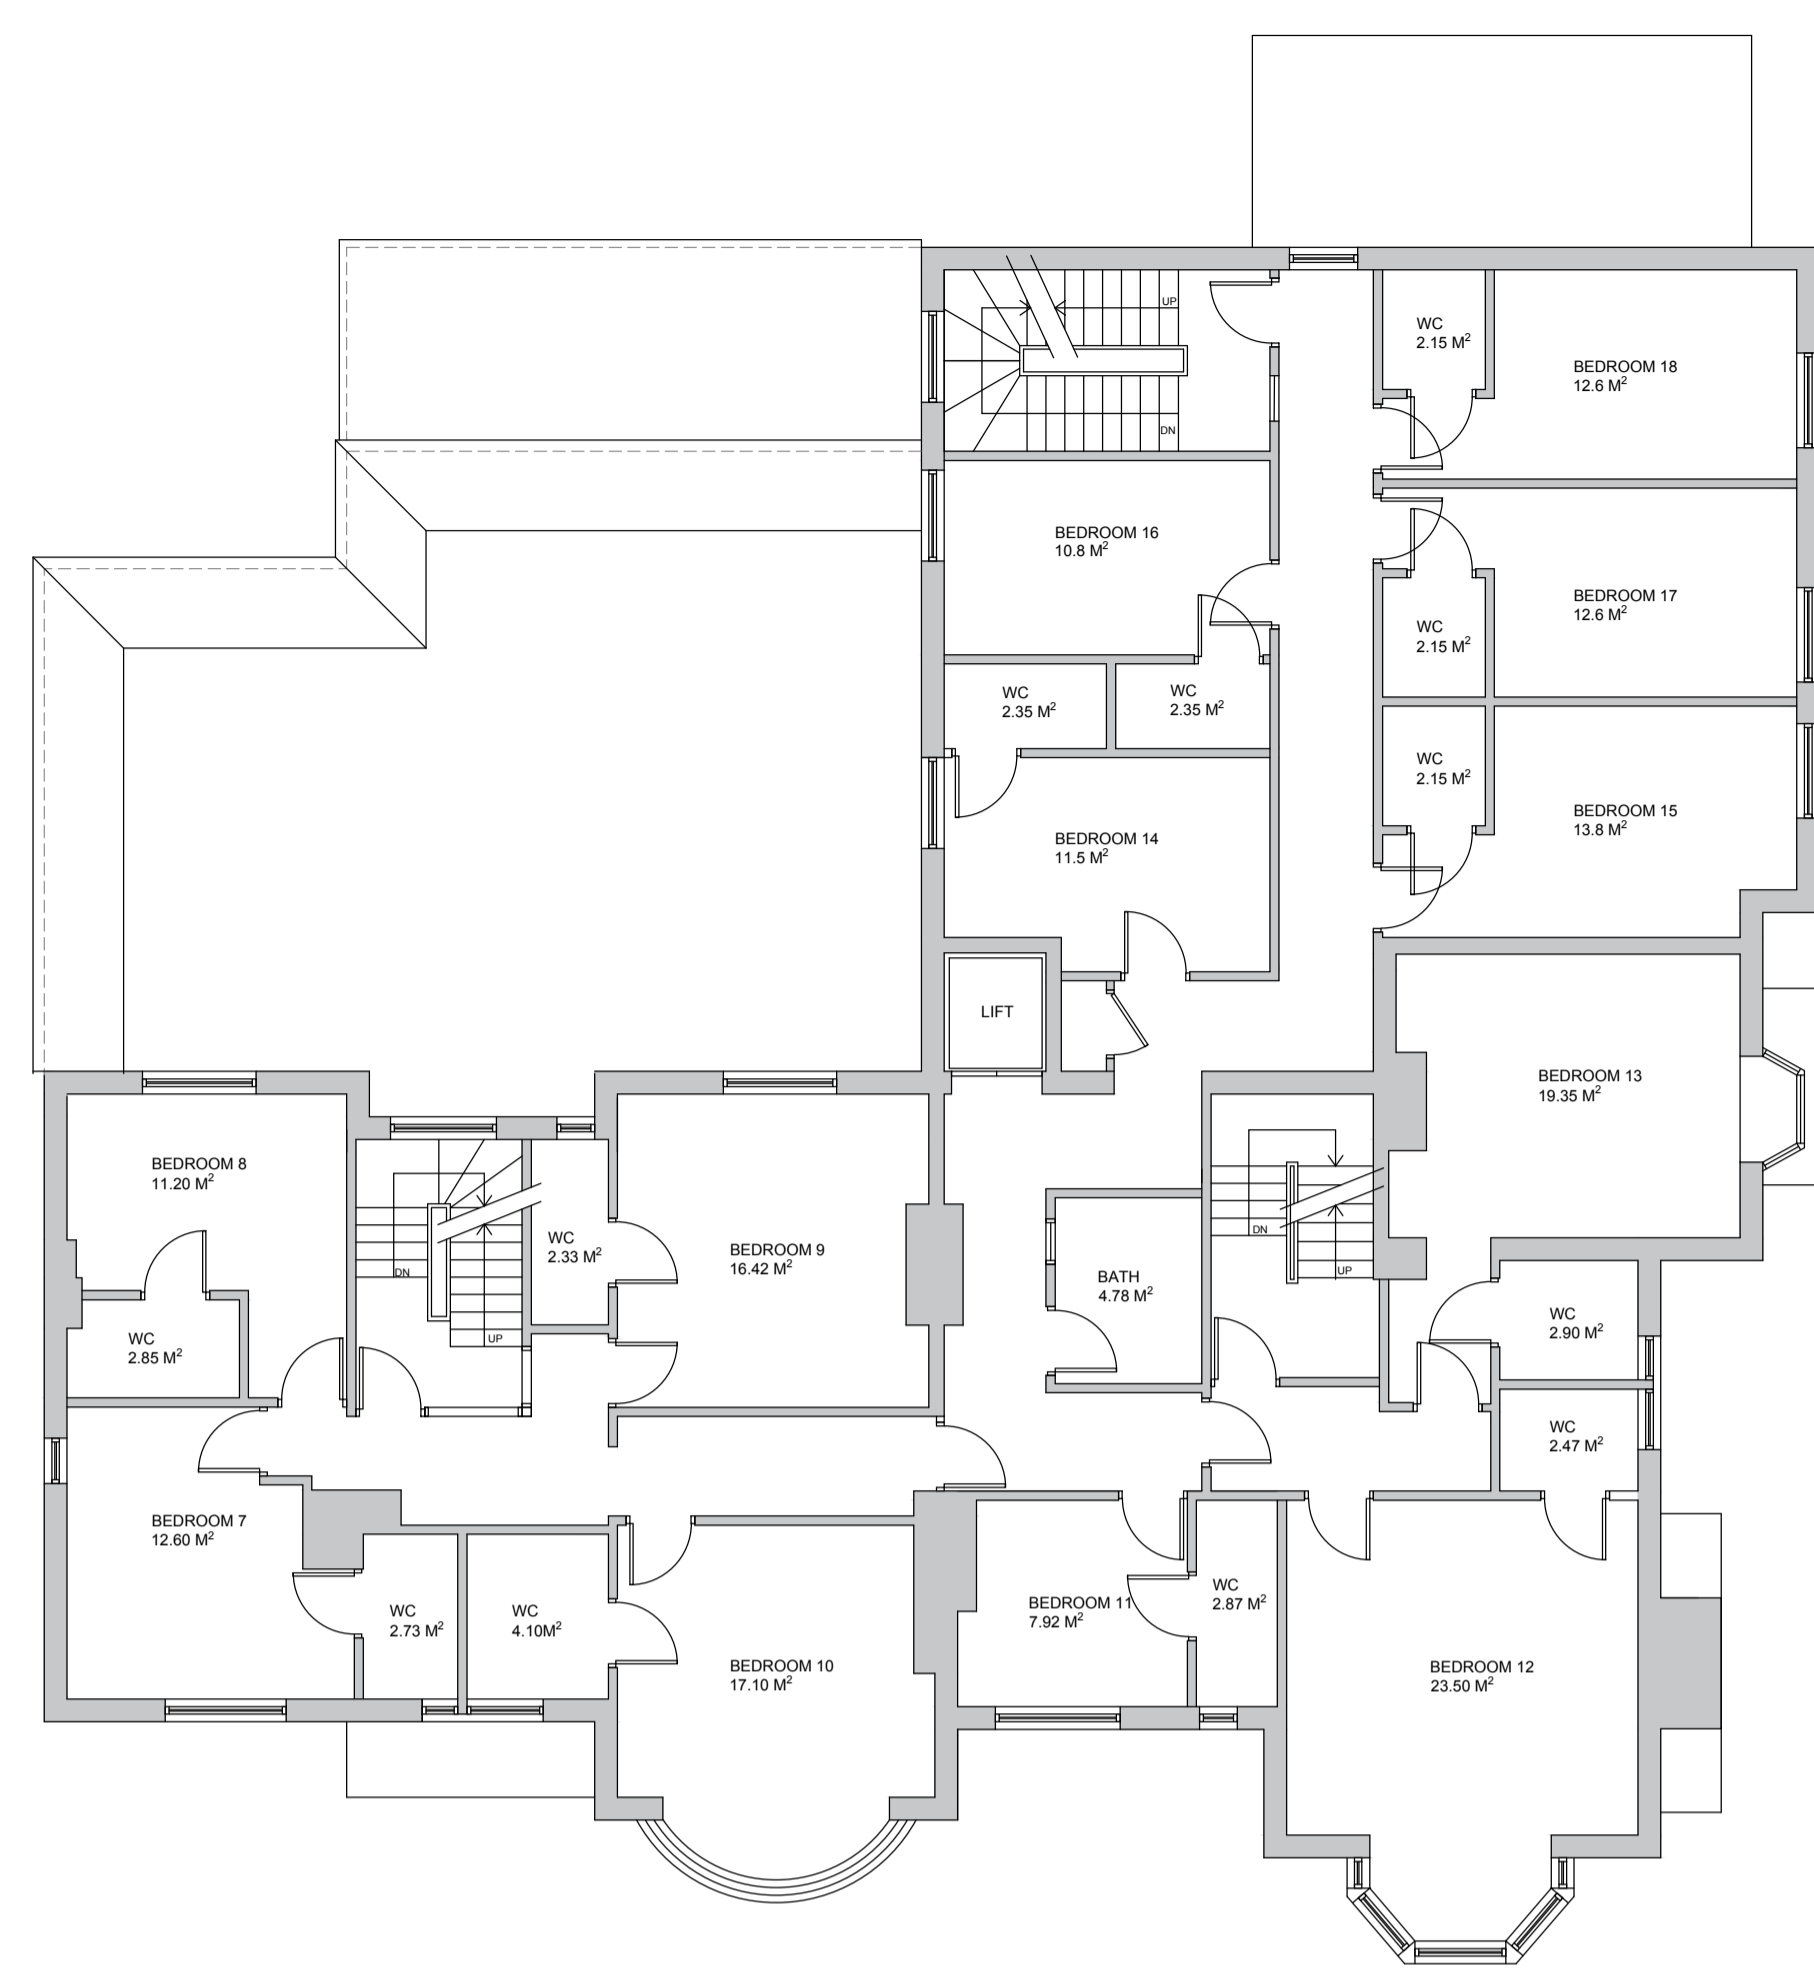 UP
DN
WC
2.15 M²
BEDROOM 18
12.6 M²
BEDROOM 16
10.8 M²
BEDROOM 17
12.6 M²
WC
2.15 M²
WC
2.35 M²
WC
2.35 M²
WC
2.15 M²
BEDROOM 15
13.8 M²
BEDROOM 14
11.5 M²
LIFT
BEDROOM 13
19.35 M²
BEDROOM 8
11.20 M²
DN
UP
WC
2.33 M²
BEDROOM 9
16.42 M²
BATH
4.78 M²
DN
UP
WC
2.85 M²
WC
2.90 M²
WC
2.47 M²
BEDROOM 7
12.60 M²
WC
2.73 M²
WC
4.10M²
BEDROOM 10
17.10 M²
BEDROOM 11
7.92 M²
WC
2.87 M²
BEDROOM 12
23.50 M²